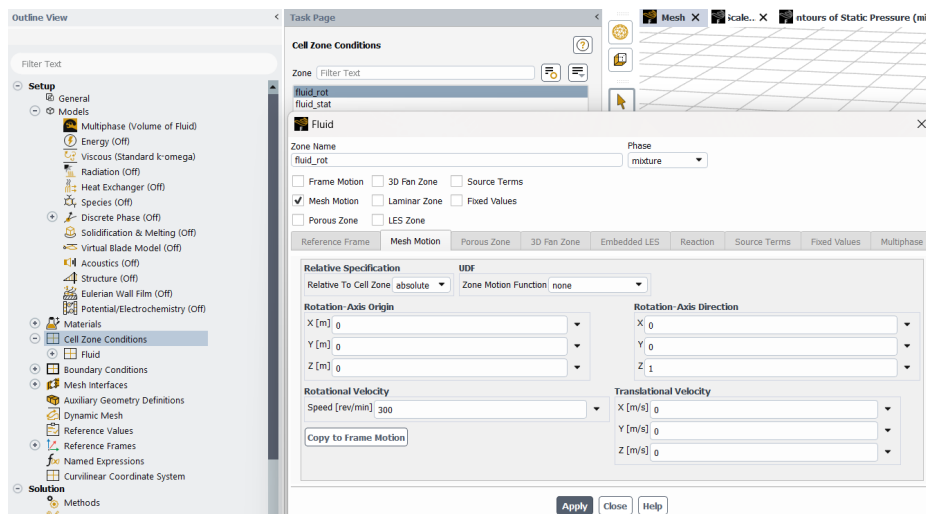 Outline View
<
Task Page
<
Mesh
Scale..
ntours of Static Pressure (mi
Filter Text
Setup
General
Models
Multiphase (Volume of Fluid)
Energy (Off)
Viscous (Standard k-omega)
Radiation (Off)
Heat Exchanger (Off)
Species (Off)
Discrete Phase (Off)
Solidification & Melting (Off)
Virtual Blade Model (Off)
Acoustics (Off)
Structure (Off)
Eulerian Wall Film (Off)
Potential/Electrochemistry (Off)
Materials
Cell Zone Conditions
Fluid
Boundary Conditions
Mesh Interfaces
Auxiliary Geometry Definitions
Dynamic Mesh
Reference Values
Reference Frames
Named Expressions
Curvilinear Coordinate System
Solution
Methods
Cell Zone Conditions
Zone Filter Text
fluid_rot
fluid_stat
Fluid
Zone Name
Phase
fluid_rot
mixture
Frame Motion 3D Fan Zone Source Terms
Mesh Motion Laminar Zone Fixed Values
Porous Zone LES Zone
Reference Frame Mesh Motion Porous Zone 3D Fan Zone Embedded LES Reaction Source Terms Fixed Values Multiphase
Relative Specification UDF
Relative To Cell Zone absolute Zone Motion Function none
Rotation-Axis Origin Rotation-Axis Direction
X [m] 0 X 0
Y [m] 0 Y 0
Z [m] 0 Z 1
Rotational Velocity Translational Velocity
Speed [rev/min] 300 X [m/s] 0
Y [m/s] 0
Copy to Frame Motion
Z [m/s] 0
Apply Close Help